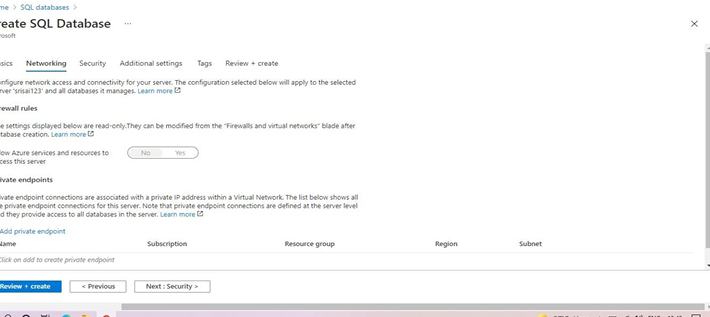 me > SQL databases >
reate SQL Database ...
rosoft
sics Networking Security Additional settings Tags Review + create
onfigure network access and connectivity for your server. The configuration selected below will apply to the selected
rver 'srisai123' and all databases it manages. Learn more
rewall rules
e settings displayed below are read-only.They can be modified from the "Firewalls and virtual networks" blade after
tabase creation. Learn more
ow Azure services and resources to No Yes
cess this server
ivate endpoints
ivate endpoint connections are associated with a private IP address within a Virtual Network. The list below shows all
e private endpoint connections for this server. Note that private endpoint connections are defined at the server level
d they provide access to all databases in the server. Learn more
Add private endpoint
Name Subscription Resource group Region Subnet
Click on add to create private endpoint
Review + create < Previous Next : Security >